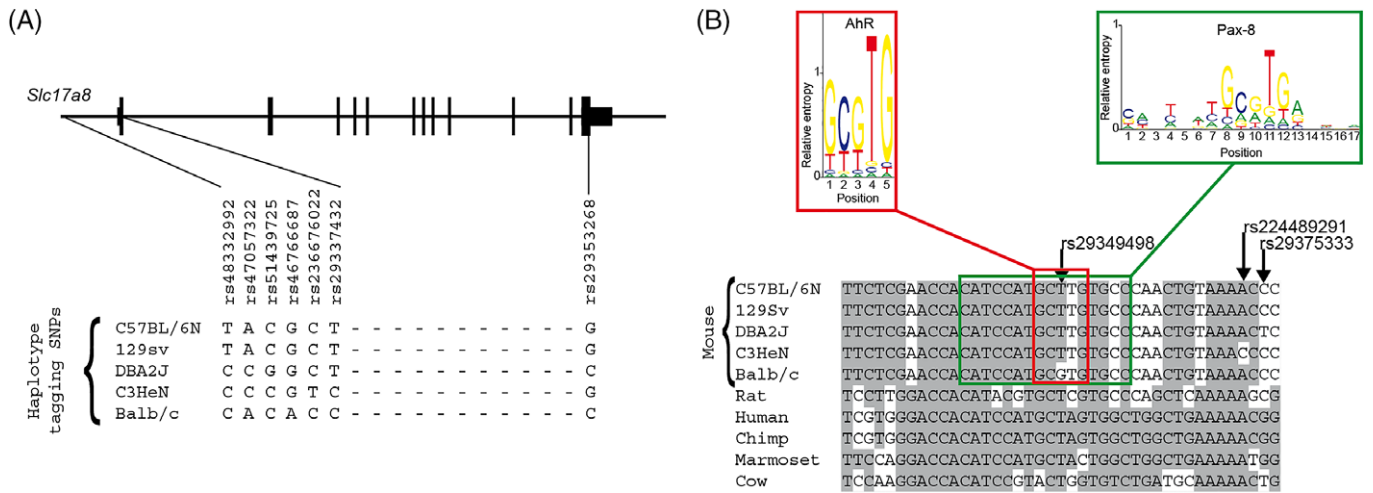 (A)
Slc17a8
rs48332992
rs47057322
rs51439725
rs46766687
rs236676022
rs29337432
rs29353268
Haplotype
tagging SNPs
C57BL/6N T A C G C T - - - - - - - - - - - G
129sv T A C G C T - - - - - - - - - - - G
DBA2J C C G G C T - - - - - - - - - - - C
C3HeN C C C G T C - - - - - - - - - - - G
Balb/c C A C A C C - - - - - - - - - - - C
(B)
AhR
Relative entropy
1
0
GCGTG
1 2 3 4 5
Position
Pax-8
Relative entropy
1
0
1 2 3 4 5 6 7 8 9 10 11 12 13 14 15 16 17
Position
rs29349498
rs224489291
rs29375333
Mouse
C57BL/6N TTCTCGAACCACATCCATGCTTGTGCCCAACTGTAAAACCC
129Sv TTCTCGAACCACATCCATGCTTGTGCCCAACTGTAAAACCC
DBA2J TTCTCGAACCACATCCATGCTTGTGCCCAACTGTAAAACTC
C3HeN TTCTCGAACCACATCCATGCTTGTGCCCAACTGTAAACCCC
Balb/c TTCTCGAACCACATCCATGCGTGTGCCCAACTGTAAAACCC
Rat TCCTTGGACCACATACGTGCTCGTGCCCAGCTCAAAAAGCG
Human TCGTGGGACCACATCCATGCTAGTGGCTGGCTGAAAAACGG
Chimp TCGTGGGACCACATCCATGCTAGTGGCTGGCTGAAAAACGG
Marmoset TTCCAGGACCACATCCATGCTACTGGCTGGCTGAAAAATGG
Cow TCCAAGGACCACATCCGTACTGGTGTCTGATGCAAAAACTG